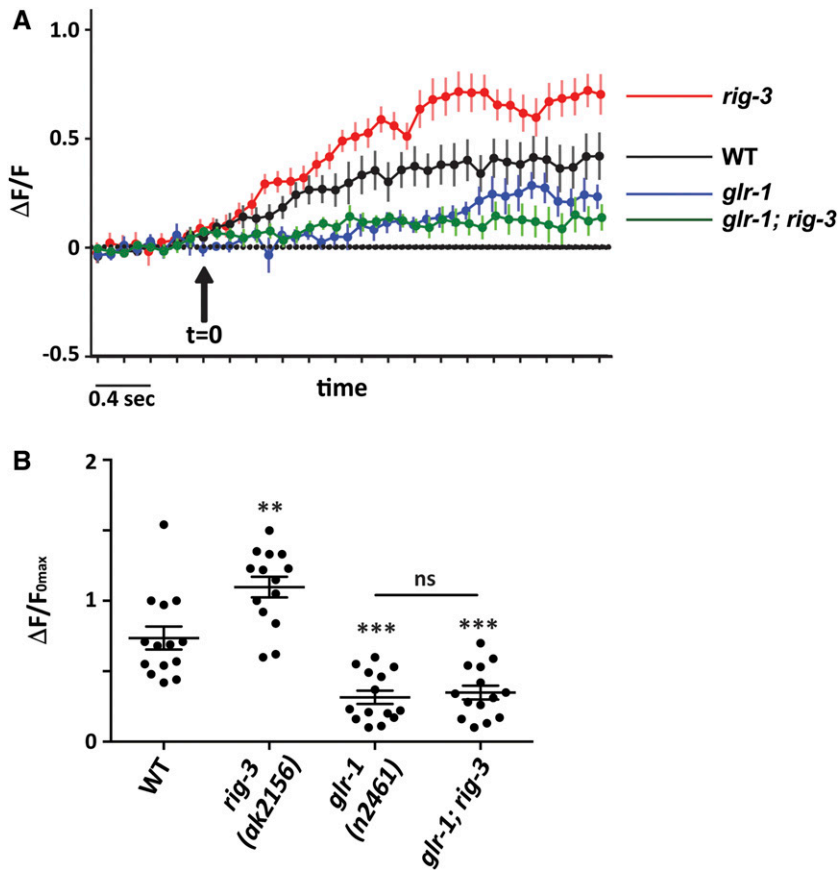 A
1.0
0.5
0
-0.5
ΔF/F
t=0
0.4 sec
time
rig-3
WT
glr-1
glr-1; rig-3
B
2
1
0
ΔF/F0max
**
***
ns
***
WT
rig-3
(ak2156)
glr-1
(n2461)
glr-1; rig-3